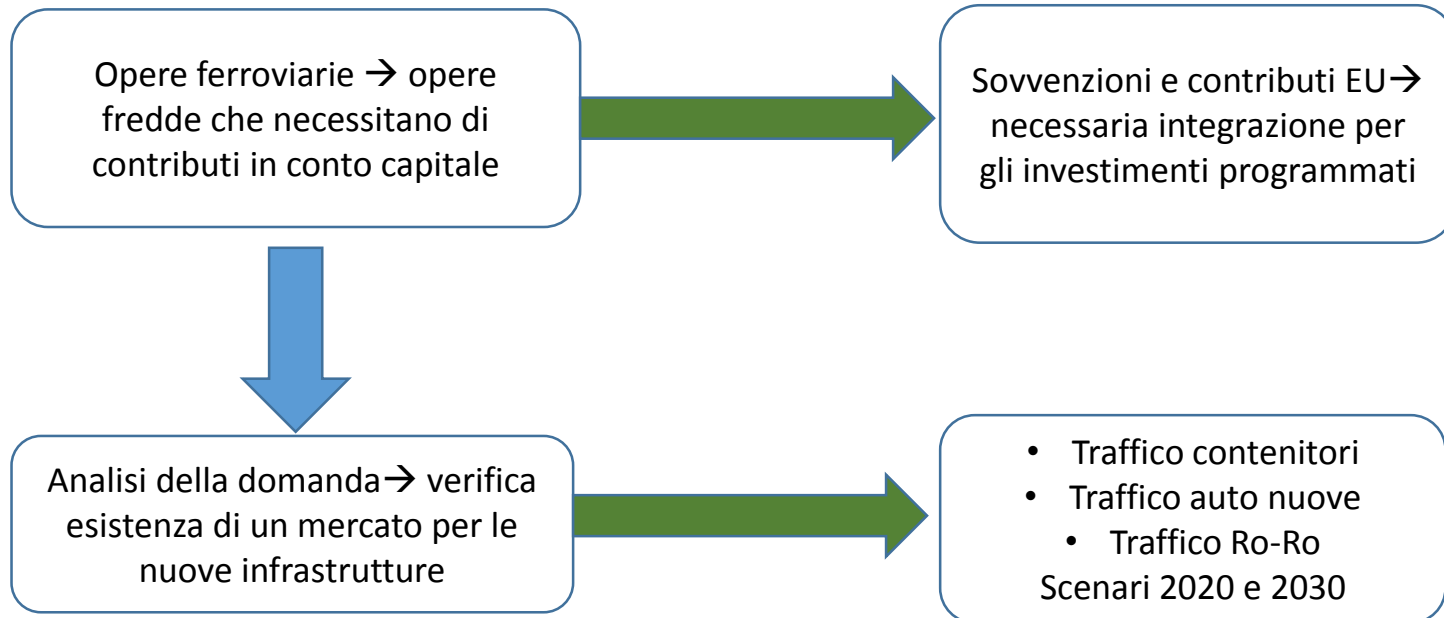 Opere ferroviarie → opere
fredde che necessitano di
contributi in conto capitale
Sovvenzioni e contributi EU→
necessaria integrazione per
gli investimenti programmati
Analisi della domanda→ verifica
esistenza di un mercato per le
nuove infrastrutture
• Traffico contenitori
• Traffico auto nuove
• Traffico Ro-Ro
Scenari 2020 e 2030